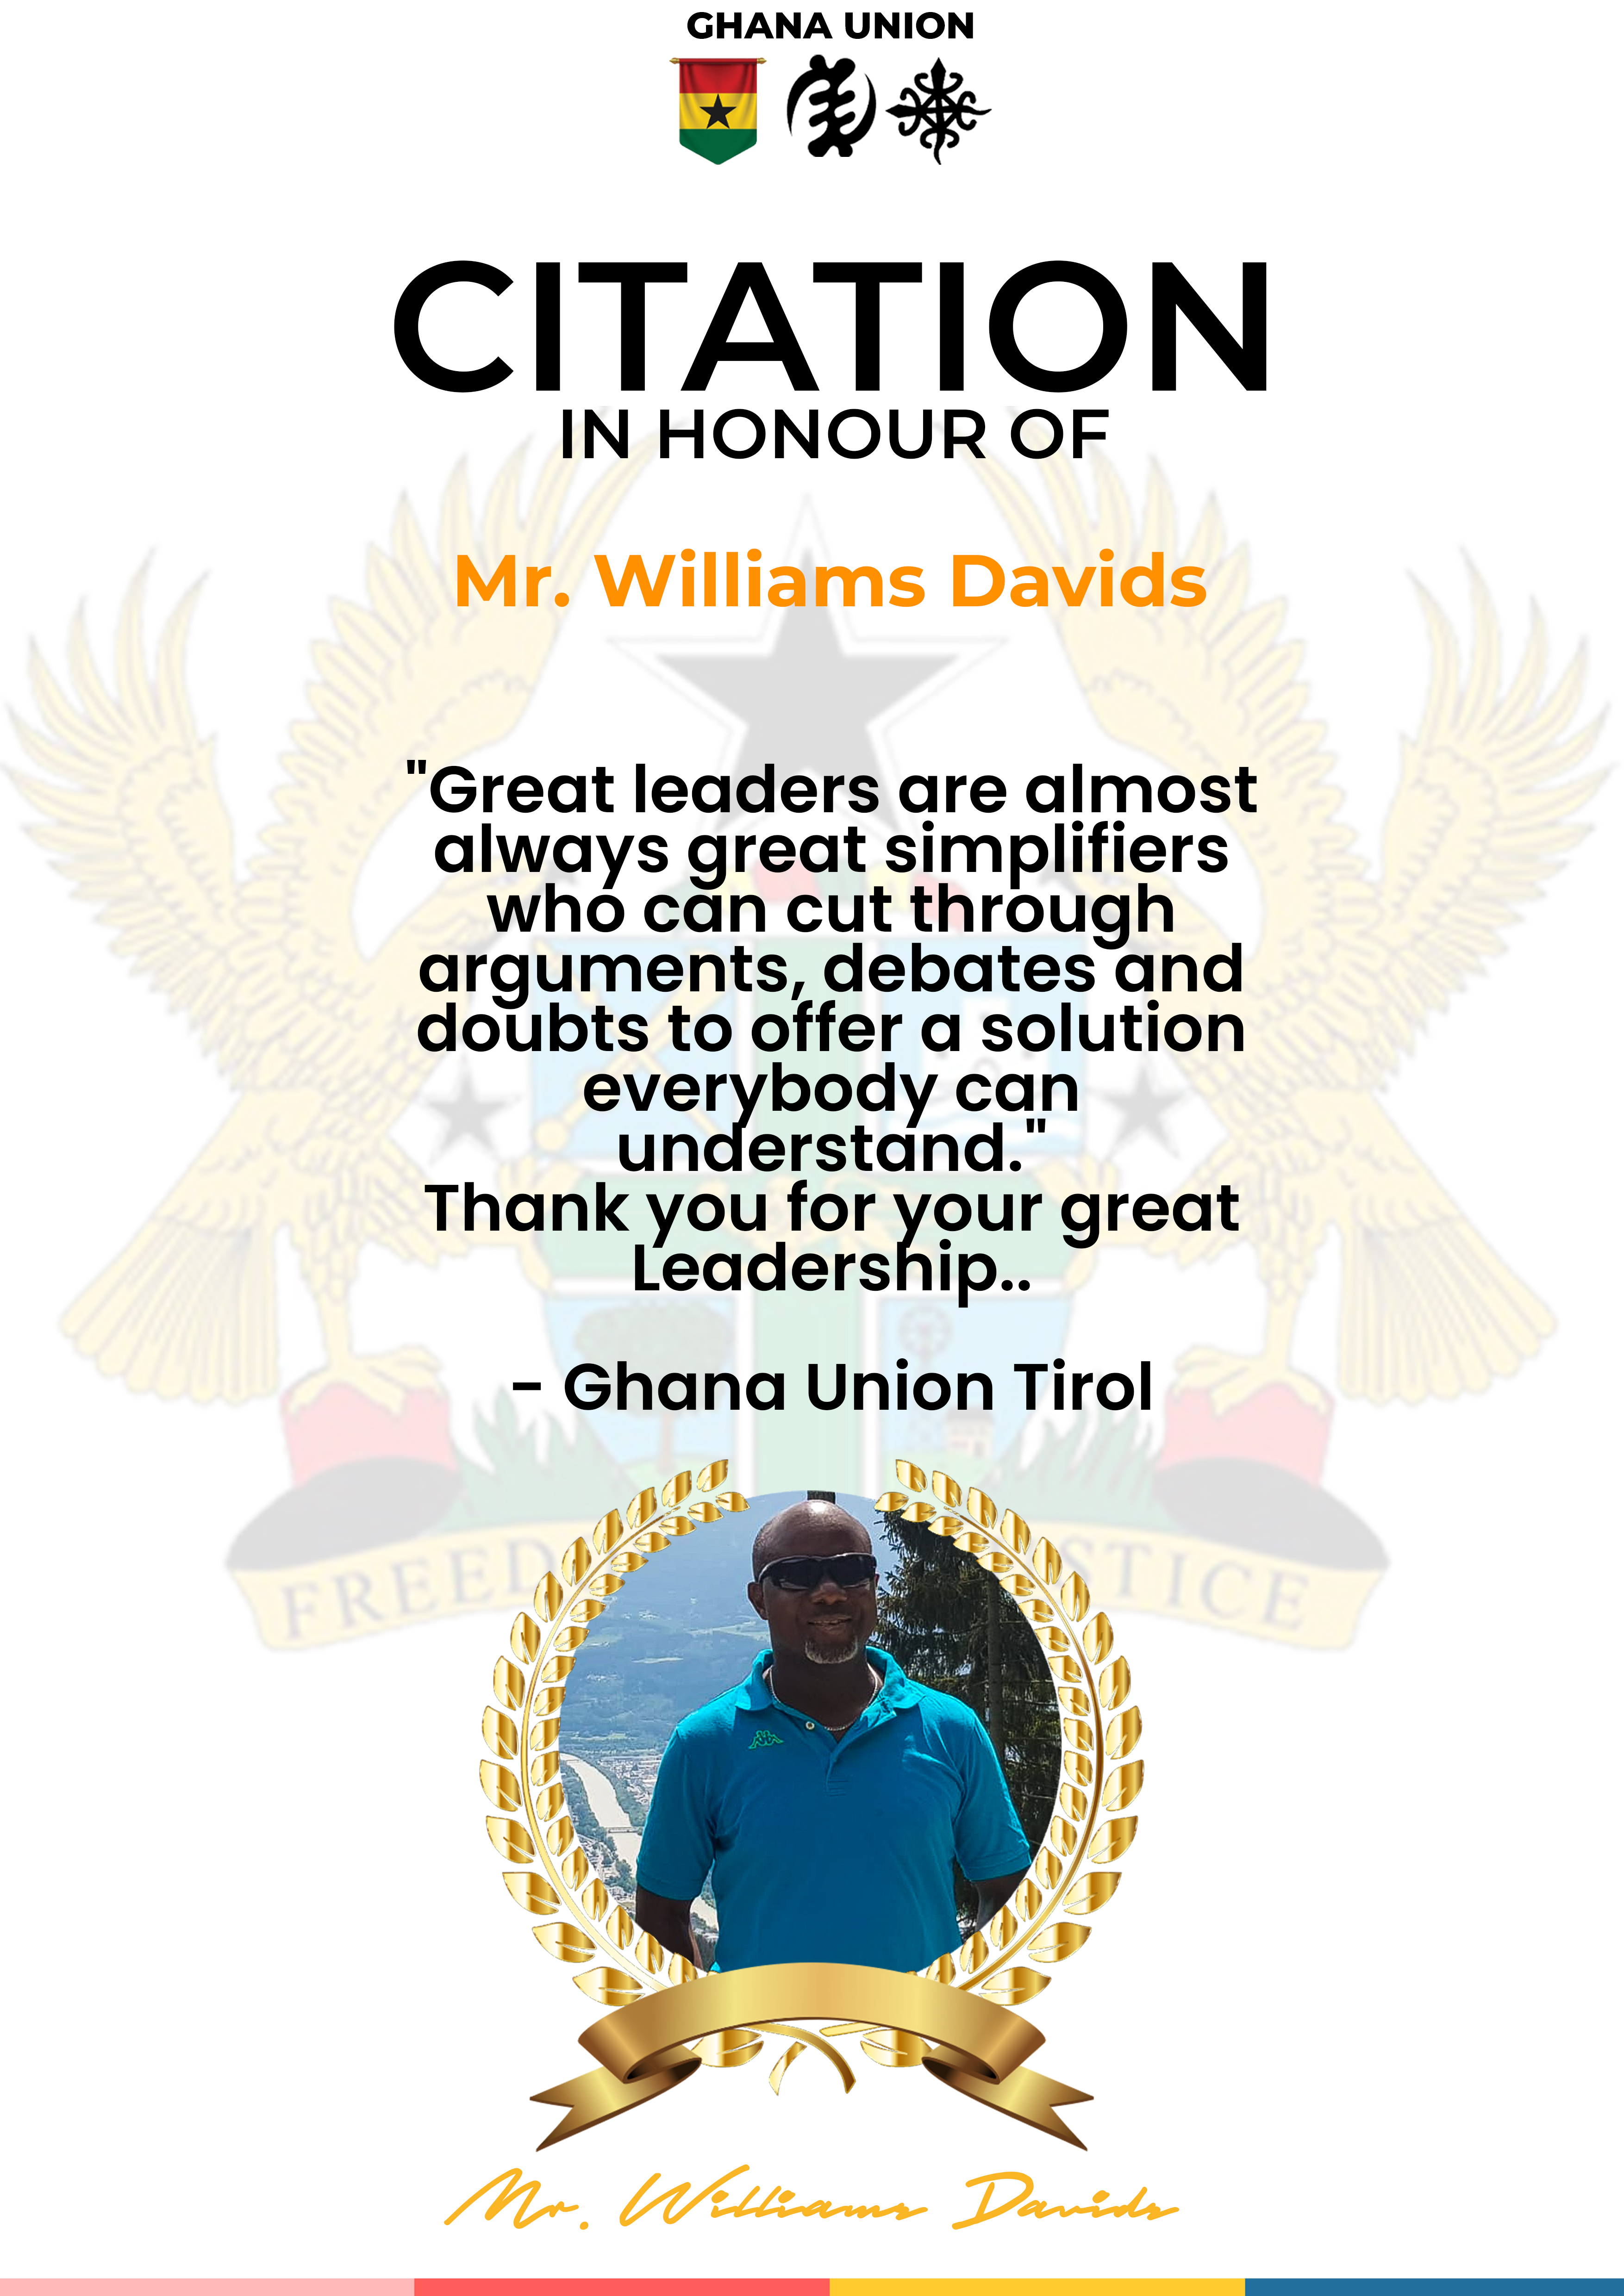 GHANA UNION
CITATION
IN HONOUR OF
Mr. Williams Davids
"Great leaders are almost
always great simplifiers
who can cut through
arguments, debates and
doubts to offer a solution
everybody can
understand."
Thank you for your great
Leadership..
- Ghana Union Tirol
FREED STICE
Mr. Williams Davids